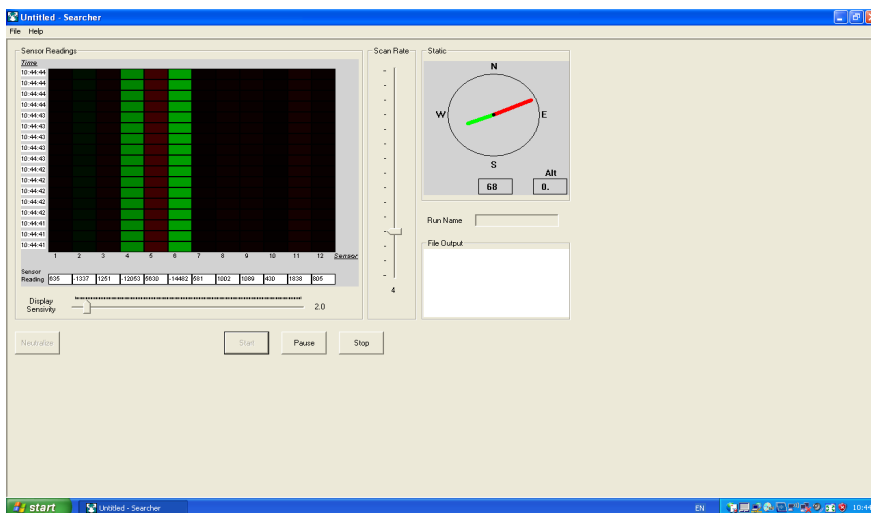 Untitled - Searcher
File Help
Sensor Readings
Time
10:44:44
10:44:44
10:44:44
10:44:44
10:44:43
10:44:43
10:44:43
10:44:43
10:44:43
10:44:42
10:44:42
10:44:42
10:44:42
10:44:42
10:44:41
10:44:41
10:44:41
1 2 3 4 5 6 7 8 9 10 11 12 Sensor
Sensor Reading 635 -1337 1251 -12053 5630 -14482 581 1002 1089 430 1838 805
Display Sensivity 2.0
Scan Rate
4
Static
N
W E
S
Alt
68 0.
Run Name
File Output
Neutralize Start Pause Stop
start Untitled - Searcher EN 10:44